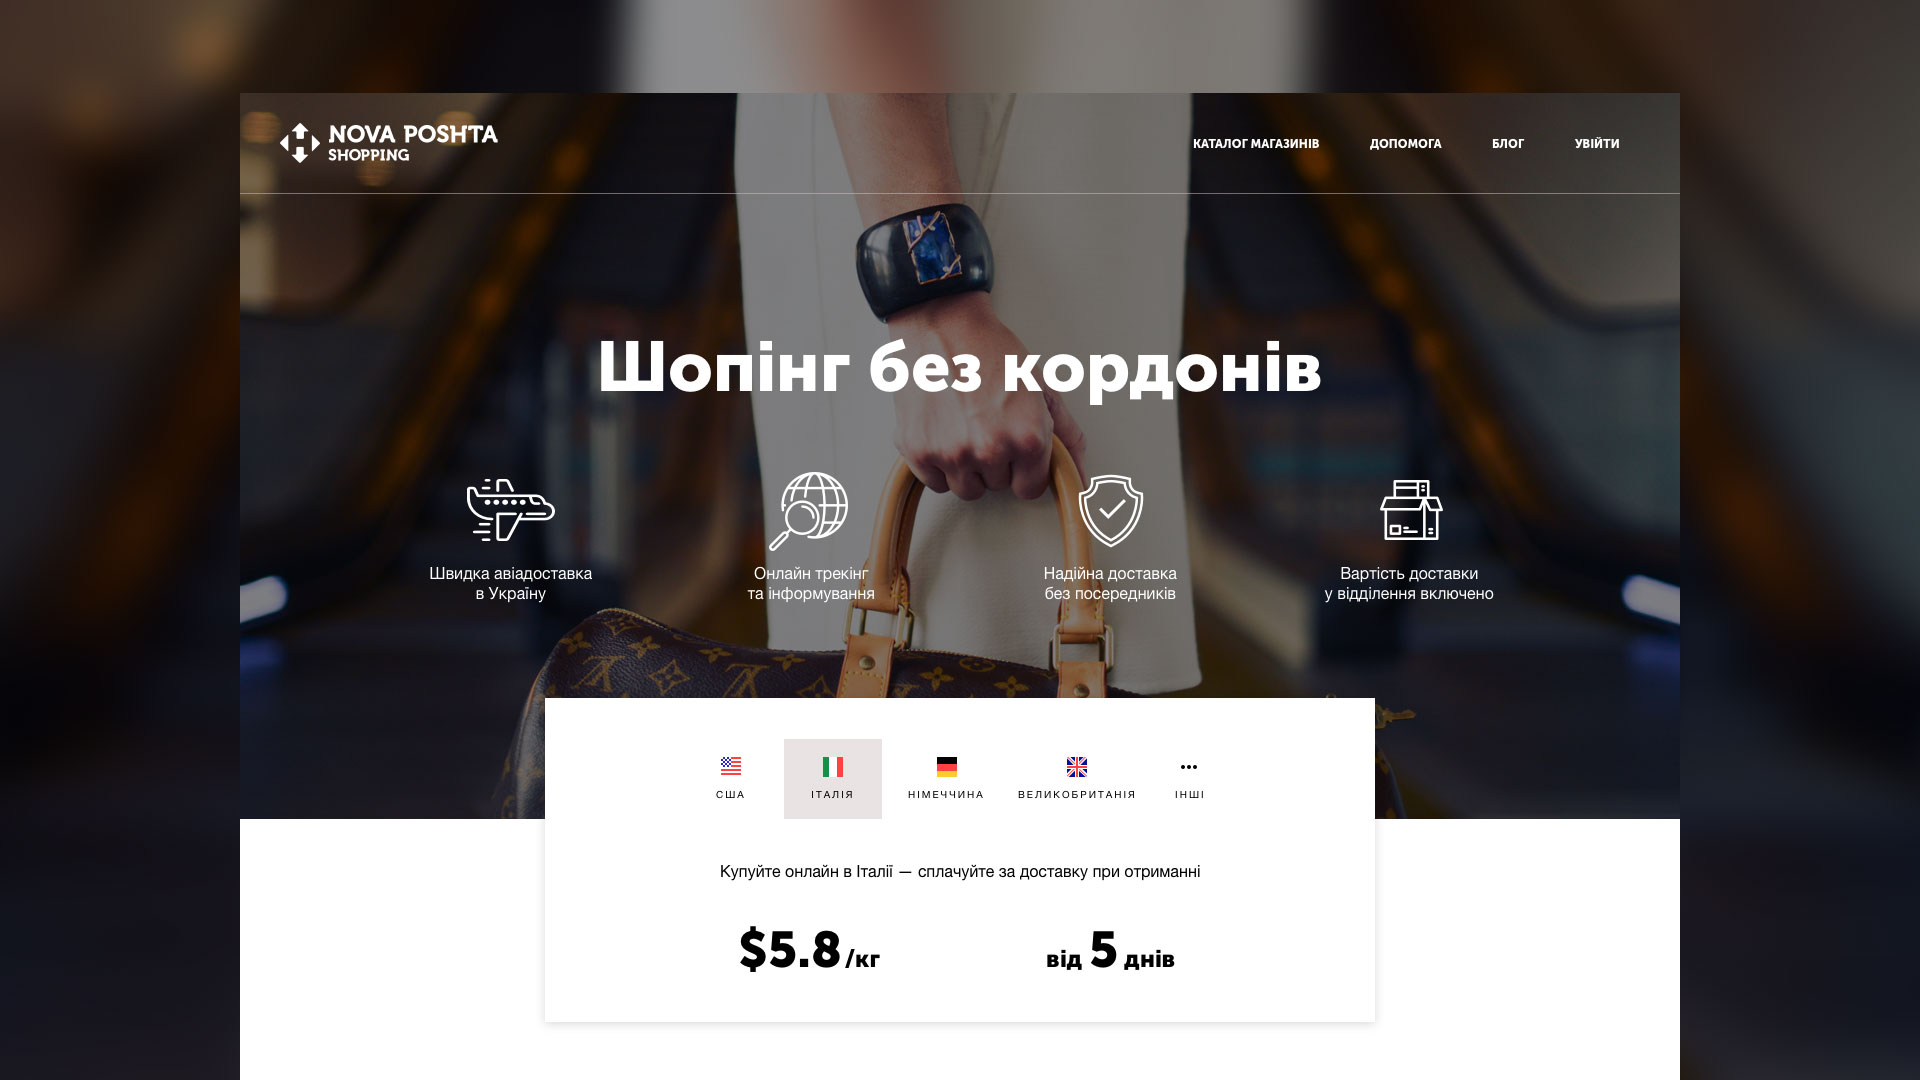 NOVA POSHTA
SHOPPING
КАТАЛОГ МАГАЗИНІВ
ДОПОМОГА
БЛОГ
УВІЙТИ
Шопінг без кордонів
Швидка авіадоставка
в Україну
Онлайн трекінг
та інформування
Надійна доставка
без посередників
Вартість доставки
у відділення включено
США
ІТАЛІЯ
НІМЕЧЧИНА
ВЕЛИКОБРИТАНІЯ
ІНШІ
Купуйте онлайн в Італії — сплачуйте за доставку при отриманні
$5.8/кг
від 5 днів